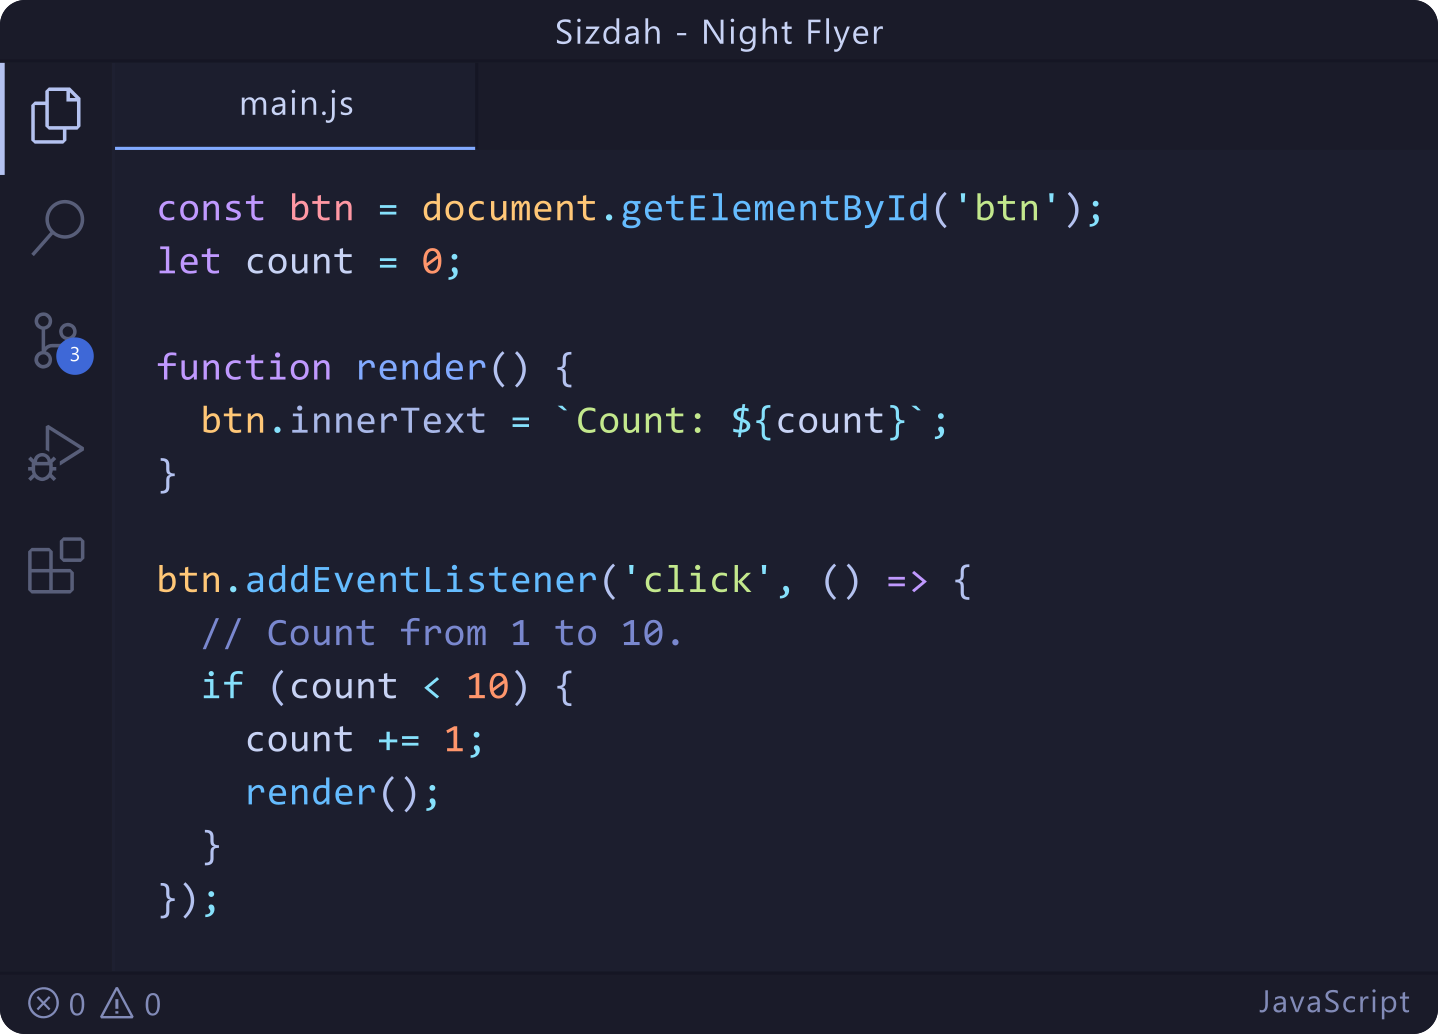 Sizdah - Night Flyer
main.js
const btn = document.getElementById('btn');
let count = 0;
function render() {
  btn.innerText = `Count: ${count}`;
}
3
btn.addEventListener('click', () => {
  // Count from 1 to 10.
  if (count < 10) {
    count += 1;
    render();
  }
});
0 0 JavaScript